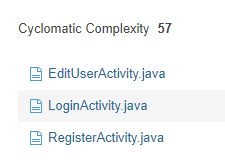 Cyclomatic Complexity 57
EditUserActivity.java
LoginActivity.java
RegisterActivity.java